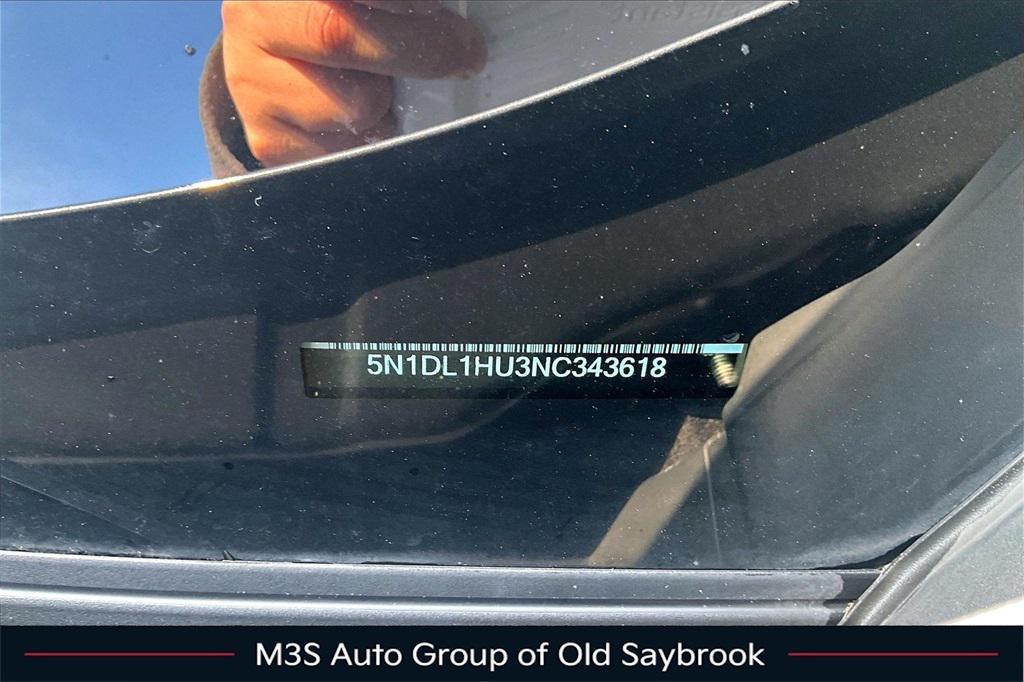 5N1DL1HU3NC343618
M3S Auto Group of Old Saybrook